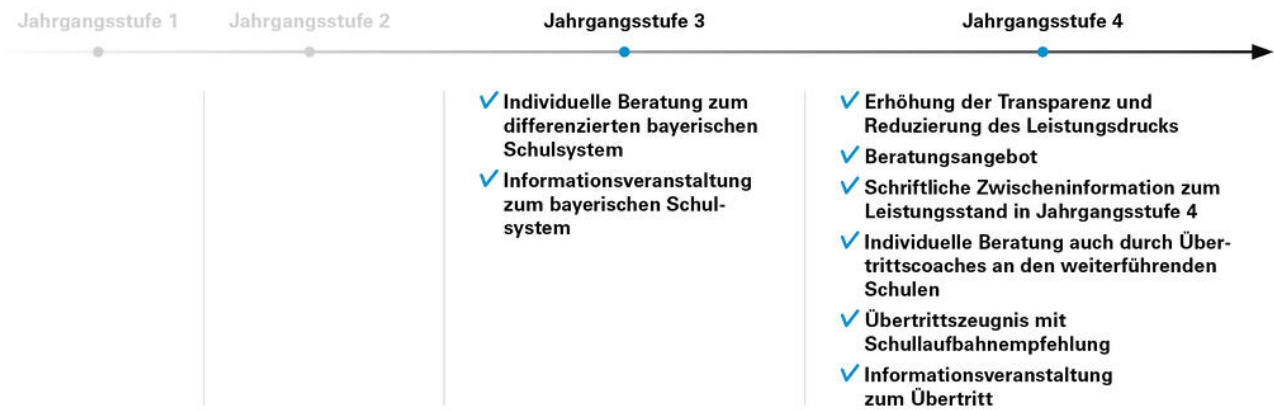 Jahrgangsstufe 1
Jahrgangsstufe 2
Jahrgangsstufe 3
Jahrgangsstufe 4
Individuelle Beratung zum
differenzierten bayerischen
Schulsystem
Informationsveranstaltung
zum bayerischen Schul-
system
Erhöhung der Transparenz und
Reduzierung des Leistungsdrucks
Beratungsangebot
Schriftliche Zwischeninformation zum
Leistungsstand in Jahrgangsstufe 4
Individuelle Beratung auch durch Über-
trittscoaches an den weiterführenden
Schulen
Übertrittszeugnis mit
Schullaufbahnempfehlung
Informationsveranstaltung
zum Übertritt